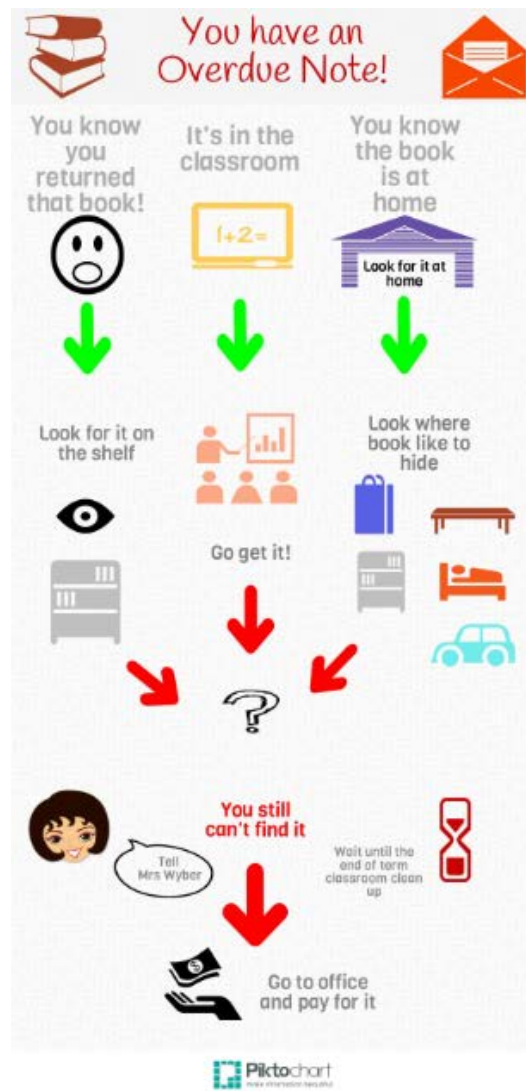 You have an
Overdue Note!
You know
you
returned
that book!
It's in the
classroom
You know
the book
is at
home
1+2=
Look for it at
home
Look for it on
the shelf
Look where
book like to
hide
Go get it!
?
You still
can't find it
Tell
Mrs Wyber
Wait until the
end of term
classroom clean
up
$
Go to office
and pay for it
Piktochart
make information beautiful